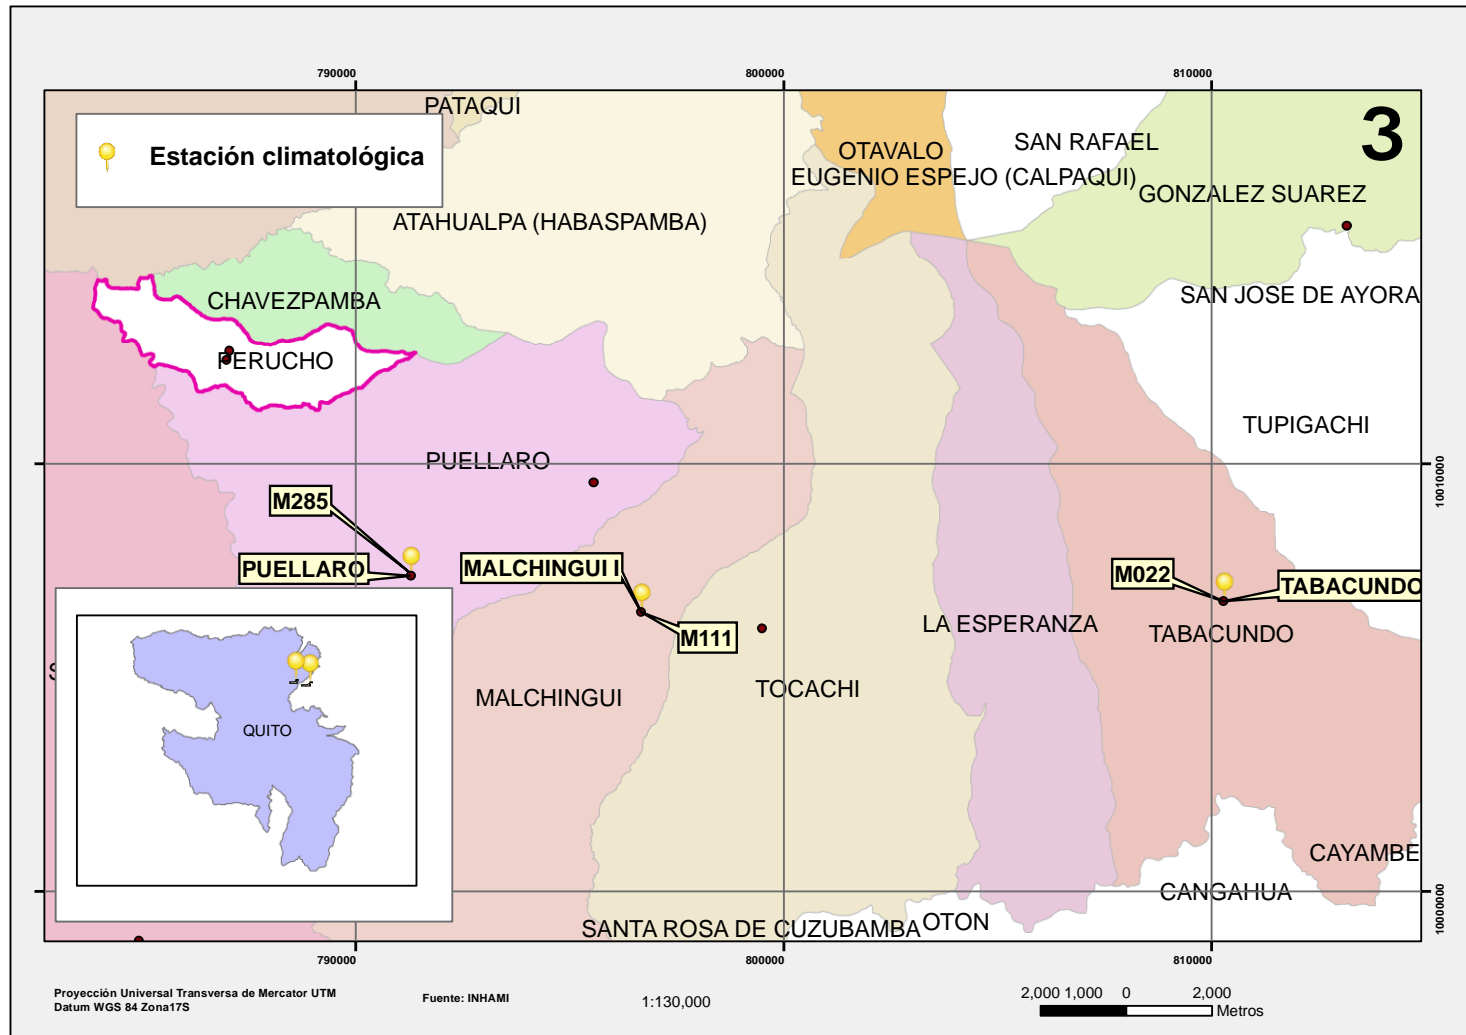 790000
800000
810000
3
PATAQUI
Estación climatológica
OTAVALO
SAN RAFAEL
EUGENIO ESPEJO (CALPAQUI)
GONZALEZ SUAREZ
ATAHUALPA (HABASPAMBA)
CHAVEZPAMBA
SAN JOSE DE AYORA
PERUCHO
TUPIGACHI
PUELLARO
10010000
M285
PUELLARO
MALCHINGUI I
M022
TABACUNDO
M111
LA ESPERANZA
TABACUNDO
TOCACHI
MALCHINGUI
QUITO
CAYAMBE
CANGAHUA
10000000
SANTA ROSA DE CUZUBAMBA
OTON
790000
800000
810000
Proyección Universal Transversa de Mercator UTM
Datum WGS 84 Zona17S
Fuente: INHAMI
1:130,000
2,000 1,000 0 2,000
Metros